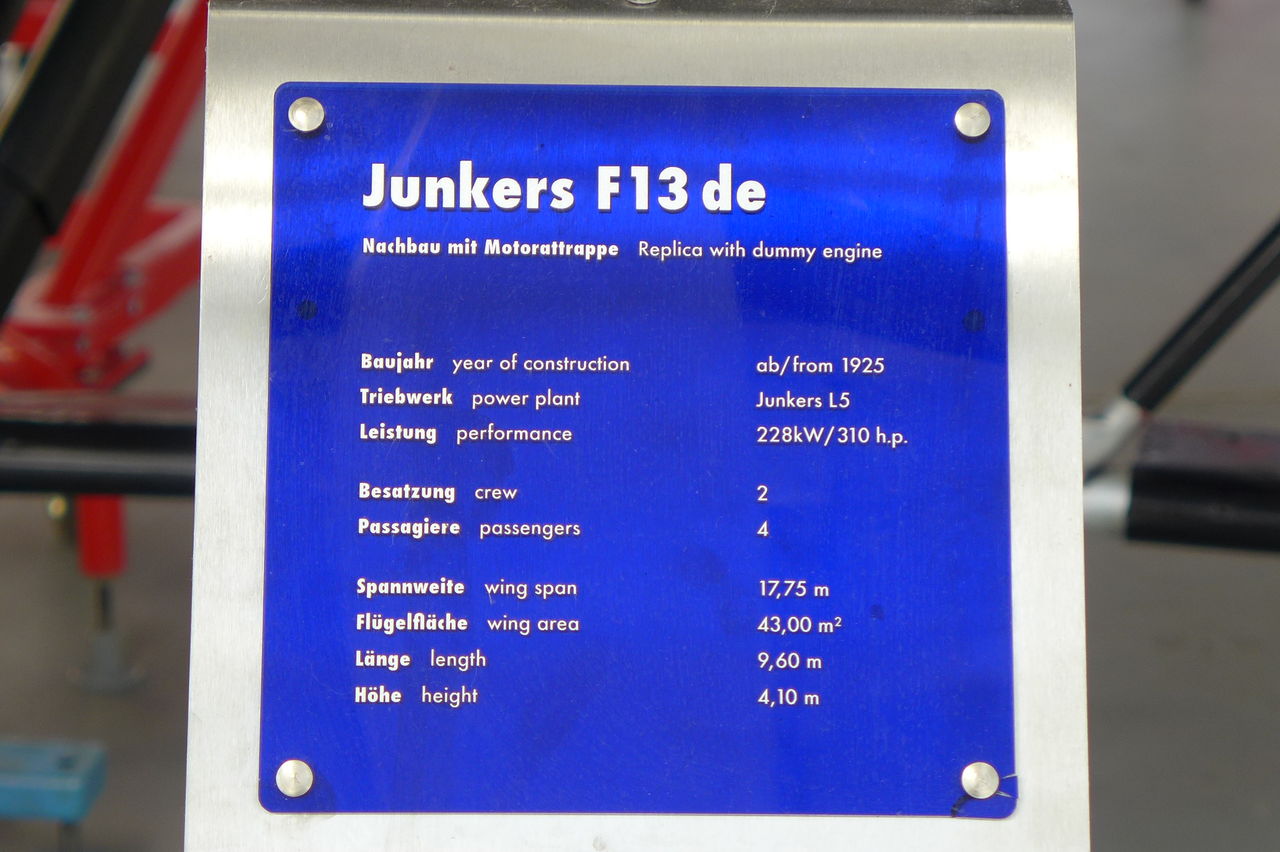 Junkers F13 de
Nachbau mit Motorattrappe Replica with dummy engine
Baujahr year of construction ab/from 1925
Triebwerk power plant Junkers L5
Leistung performance 228kW/310 h.p.
Besatzung crew 2
Passagiere passengers 4
Spannweite wing span 17,75 m
Flügelfläche wing area 43,00 m²
Länge length 9,60 m
Höhe height 4,10 m